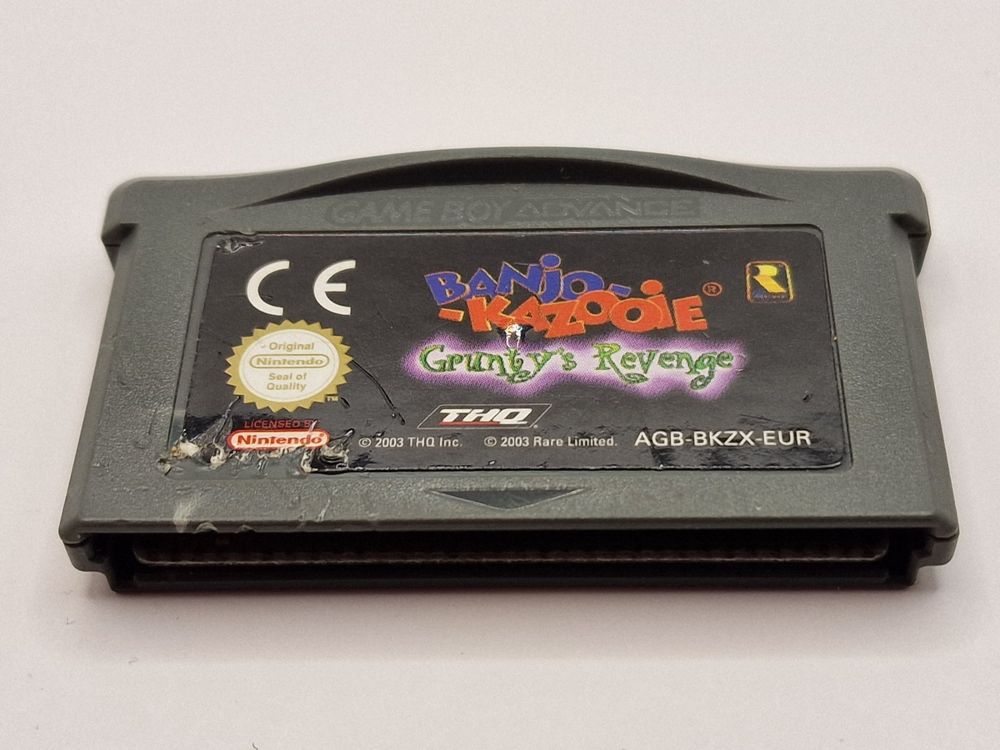 GAME BOY ADVANCE
CE
BANJO-
-KAZOOIE®
Grunty's Revenge
Original
Nintendo
Seal of
Quality
TM
LICENSED BY
Nintendo
THQ
© 2003 THQ Inc. © 2003 Rare Limited. AGB-BKZX-EUR